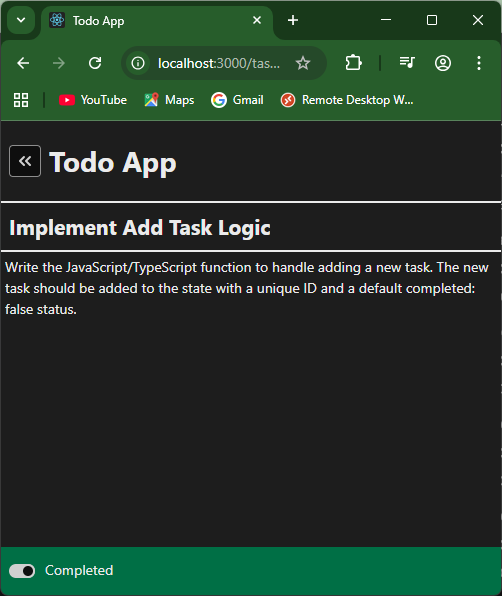 Todo App
localhost:3000/tas...
YouTube
Maps
Gmail
Remote Desktop W...
Todo App
Implement Add Task Logic
Write the JavaScript/TypeScript function to handle adding a new task. The new
task should be added to the state with a unique ID and a default completed:
false status.
Completed